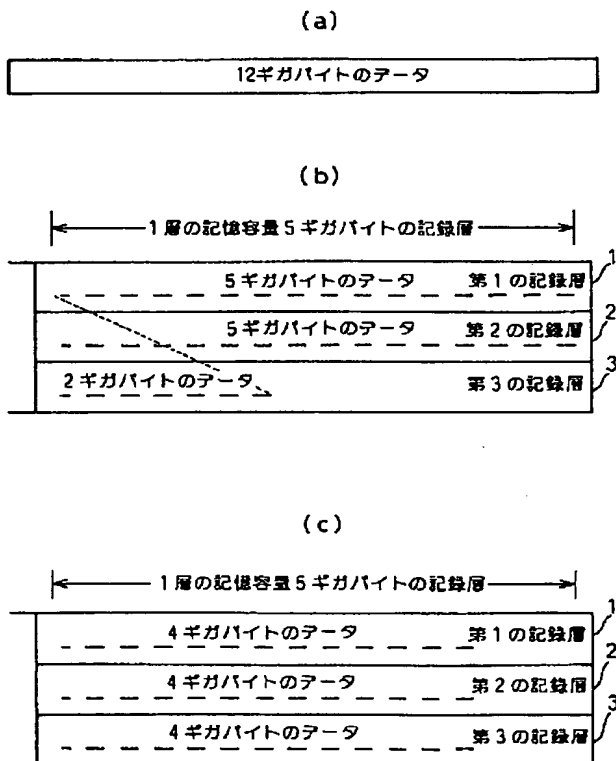 (a)
12ギガバイトのデータ
(b)
1層の記憶容量5ギガバイトの記録層
1
5ギガバイトのデータ 第1の記録層
2
5ギガバイトのデータ 第2の記録層
3
2ギガバイトのデータ 第3の記録層
(c)
1層の記憶容量5ギガバイトの記録層
1
4ギガバイトのデータ 第1の記録層
2
4ギガバイトのデータ 第2の記録層
3
4ギガバイトのデータ 第3の記録層